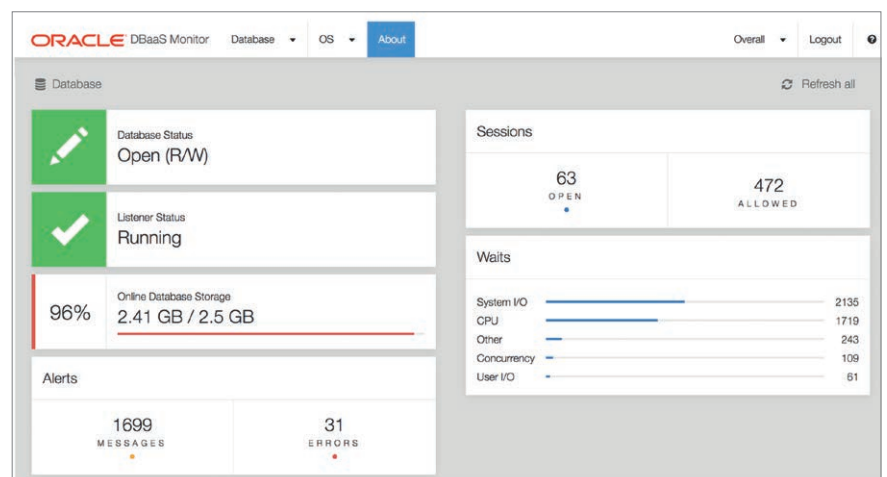 ORACLE DBaaS Monitor Database OS About Overall Logout
Database Refresh all
Database Status
Open (R/W)
Listener Status
Running
96%
Online Database Storage
2.41 GB / 2.5 GB
Alerts
1699
MESSAGES
31
ERRORS
Sessions
63
OPEN
472
ALLOWED
Waits
System I/O 2135
CPU 1719
Other 243
Concurrency 109
User I/O 61